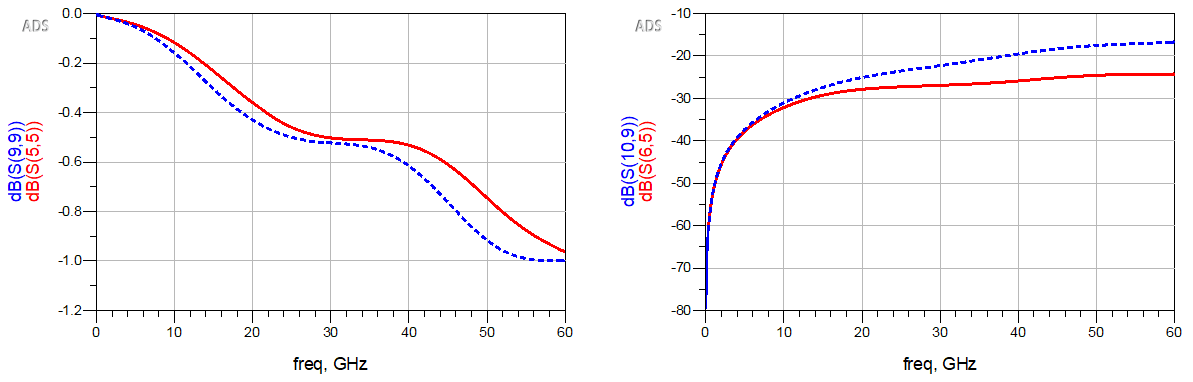 ADS
0.0
-0.2
-0.4
-0.6
-0.8
-1.0
-1.2
dB(S(9,9))
dB(S(5,5))
0 10 20 30 40 50 60
freq, GHz
ADS
-10
-20
-30
-40
-50
-60
-70
-80
dB(S(10,9))
dB(S(6,5))
0 10 20 30 40 50 60
freq, GHz